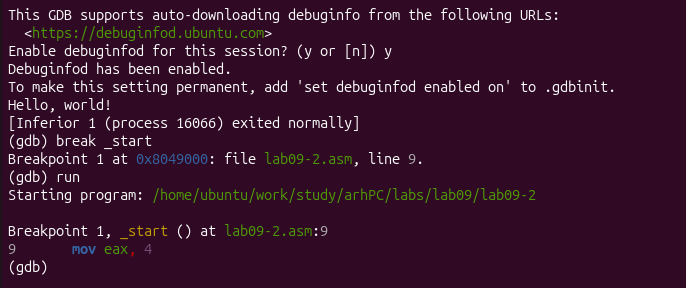 This GDB supports auto-downloading debuginfo from the following URLs:
  <https://debuginfod.ubuntu.com>
Enable debuginfod for this session? (y or [n]) y
Debuginfod has been enabled.
To make this setting permanent, add 'set debuginfod enabled on' to .gdbinit.
Hello, world!
[Inferior 1 (process 16066) exited normally]
(gdb) break _start
Breakpoint 1 at 0x8049000: file lab09-2.asm, line 9.
(gdb) run
Starting program: /home/ubuntu/work/study/arhPC/labs/lab09/lab09-2

Breakpoint 1, _start () at lab09-2.asm:9
9       mov eax, 4
(gdb)